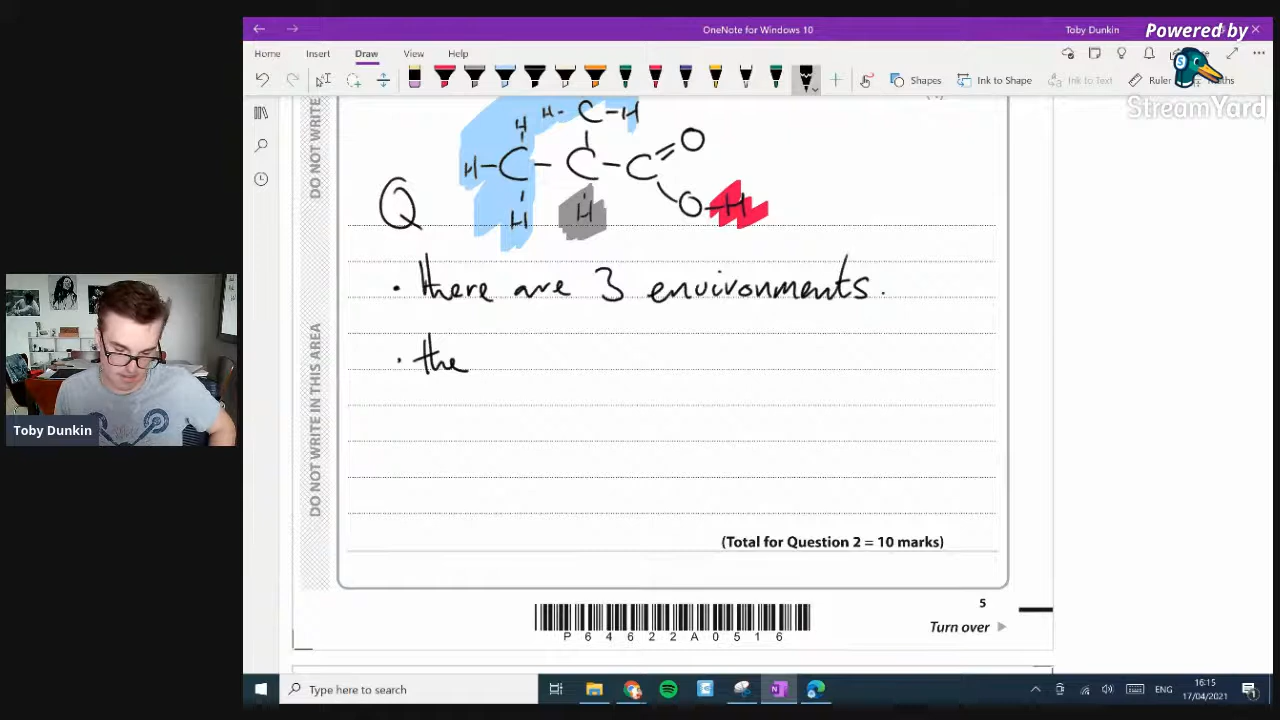 OneNote for Windows 10
Toby Dunkin
Powered by
Home
Insert
Draw
View
Help
Shapes
Ink to Shape
Ink to Text
Ruler
StreamYard
DO NOT WRITE
H
H- C-H
H-C-C-C=O
H
H
O-H
Q
· there are 3 environments.
· the
DO NOT WRITE IN THIS AREA
Toby Dunkin
(Total for Question 2 = 10 marks)
5
P 6 4 6 2 2 A 0 5 1 6
Turn over
Type here to search
ENG
16:15
17/04/2021